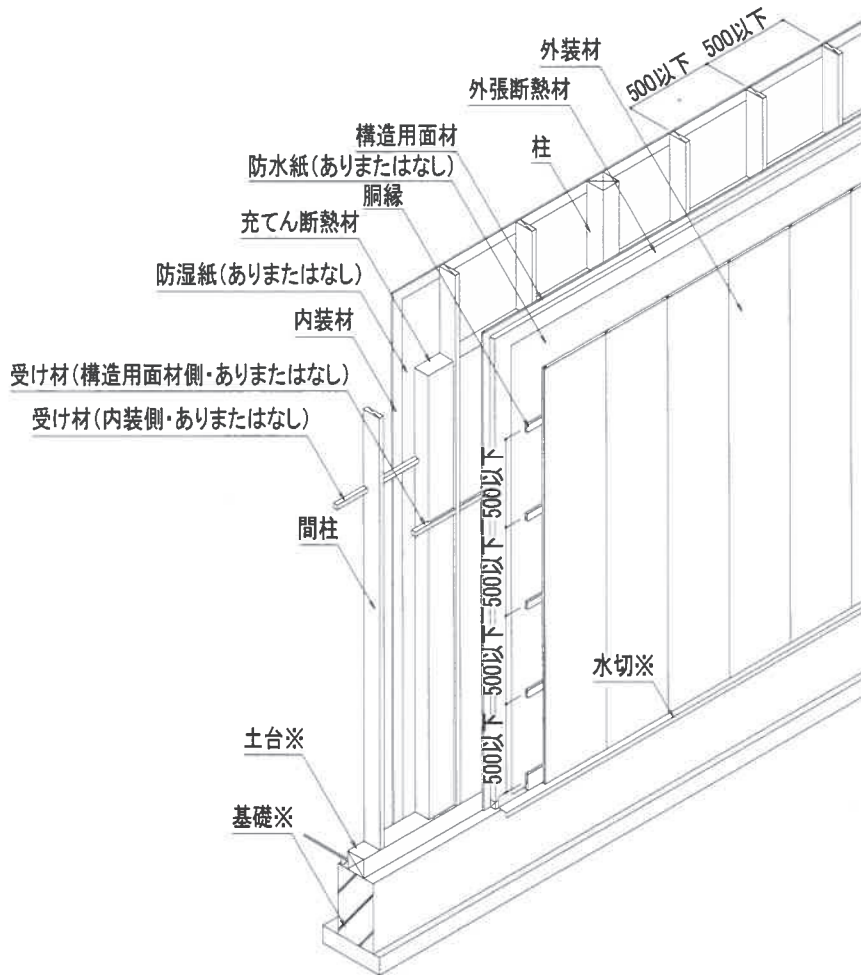 外装材
500以下 500以下
外張断熱材
構造用面材
防水紙(ありまたはなし)
柱
胴縁
充てん断熱材
防湿紙(ありまたはなし)
内装材
受け材(構造用面材側・ありまたはなし)
受け材(内装側・ありまたはなし)
間柱
500以下
500以下
500以下
500以下
水切※
土台※
基礎※